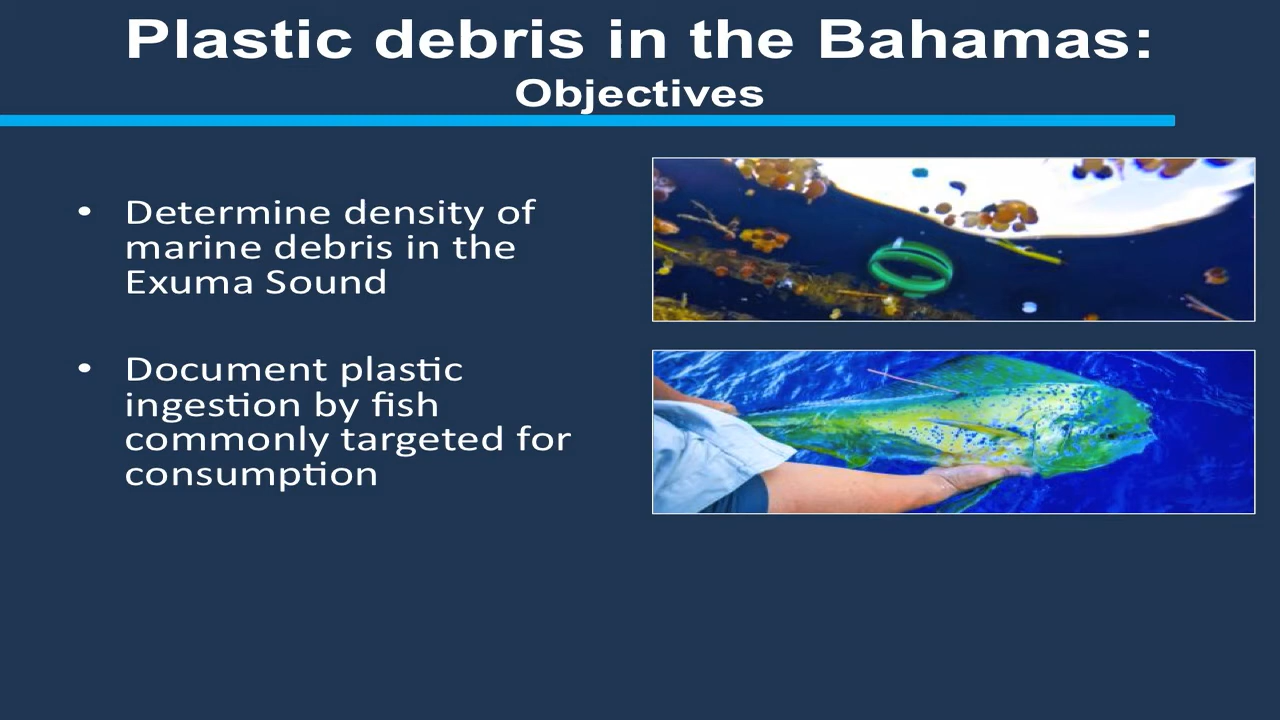 Plastic debris in the Bahamas:
Objectives
• Determine density of
marine debris in the
Exuma Sound
• Document plastic
ingestion by fish
commonly targeted for
consumption